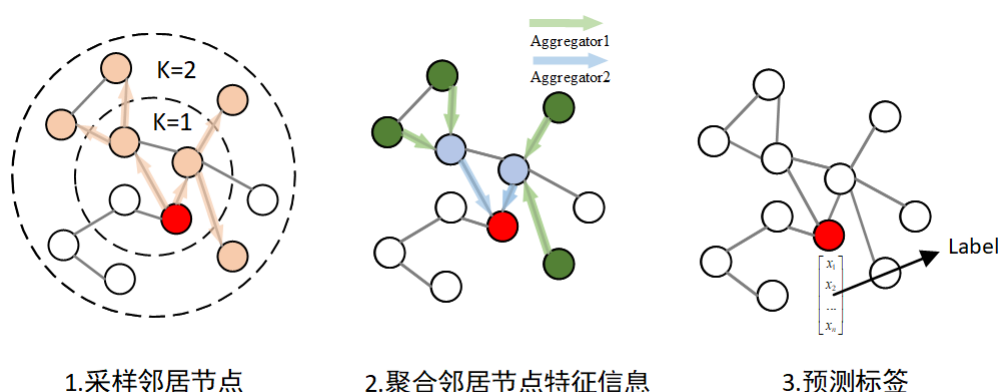 K=2
K=1
1.采样邻居节点
Aggregator1
Aggregator2
2.聚合邻居节点特征信息
x₁
x₂
...
xₙ
Label
3.预测标签